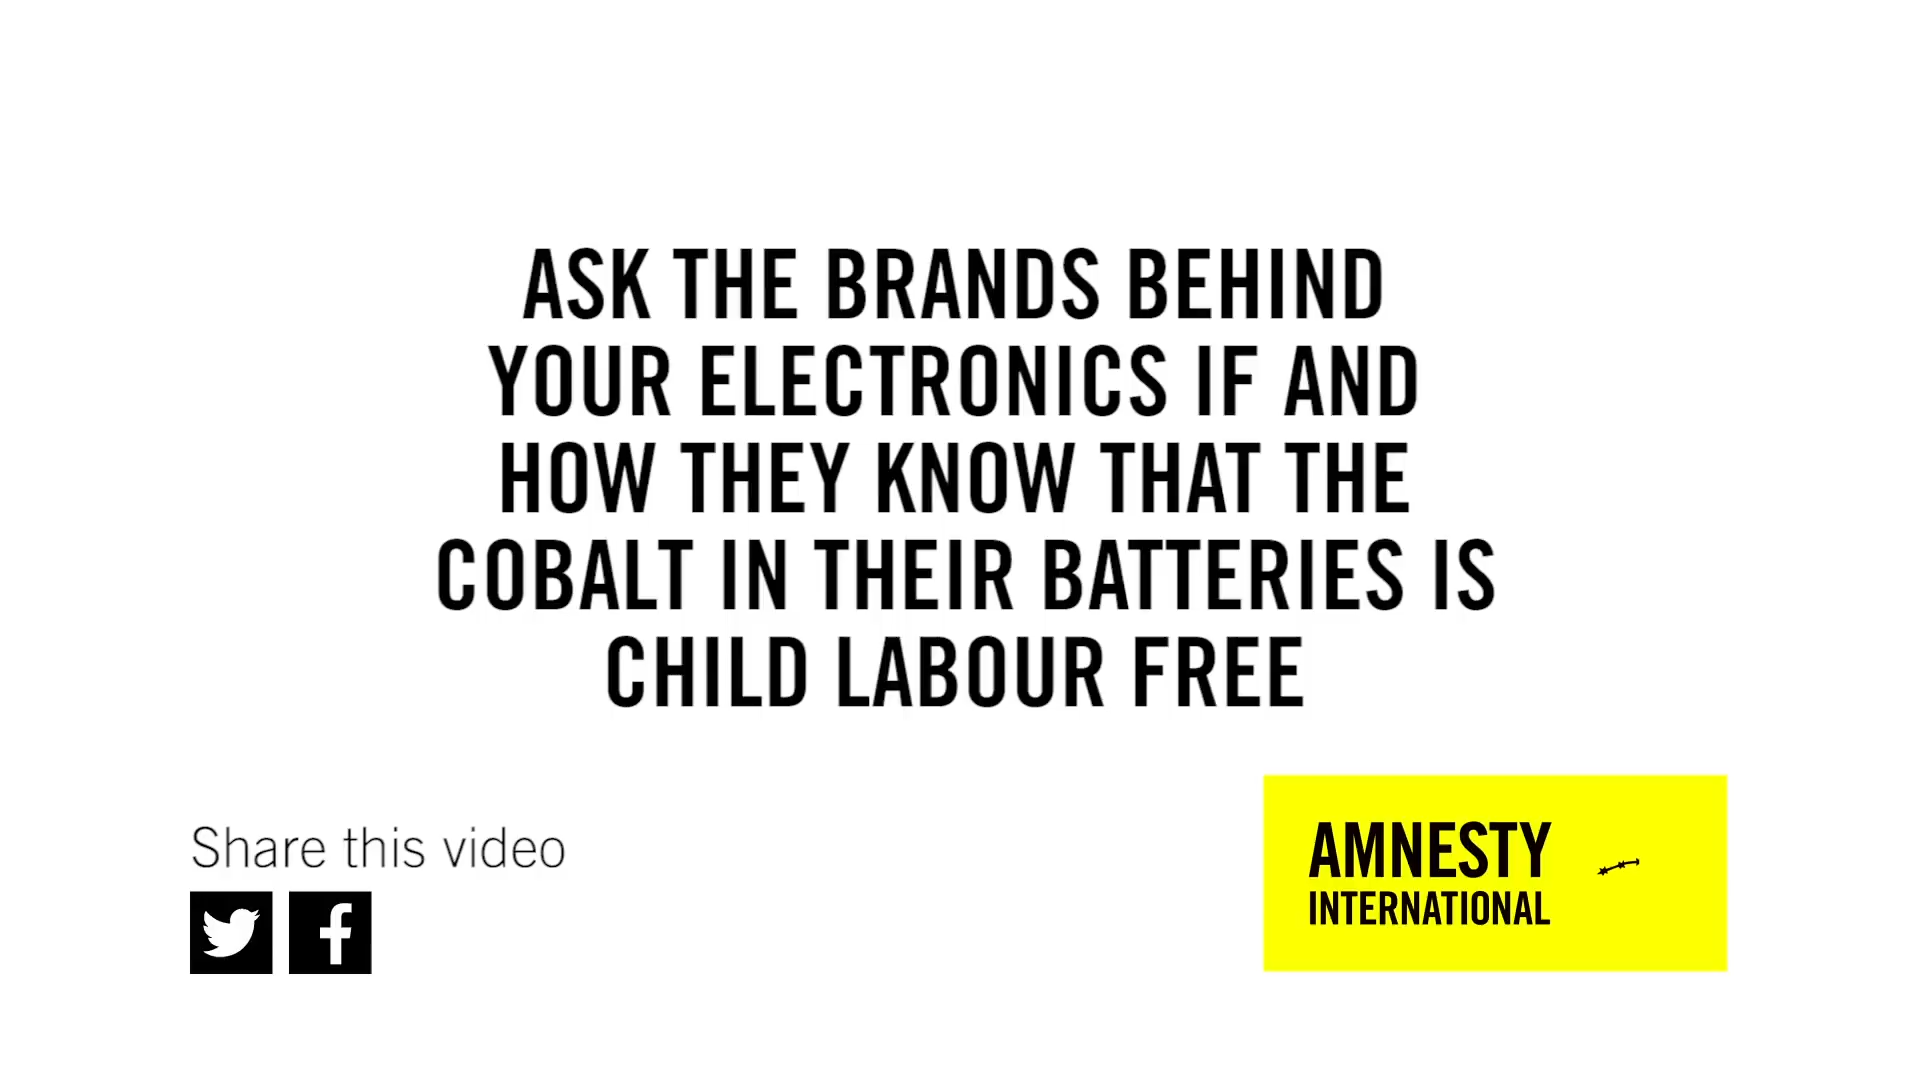 ASK THE BRANDS BEHIND
YOUR ELECTRONICS IF AND
HOW THEY KNOW THAT THE
COBALT IN THEIR BATTERIES IS
CHILD LABOUR FREE
Share this video
AMNESTY
INTERNATIONAL